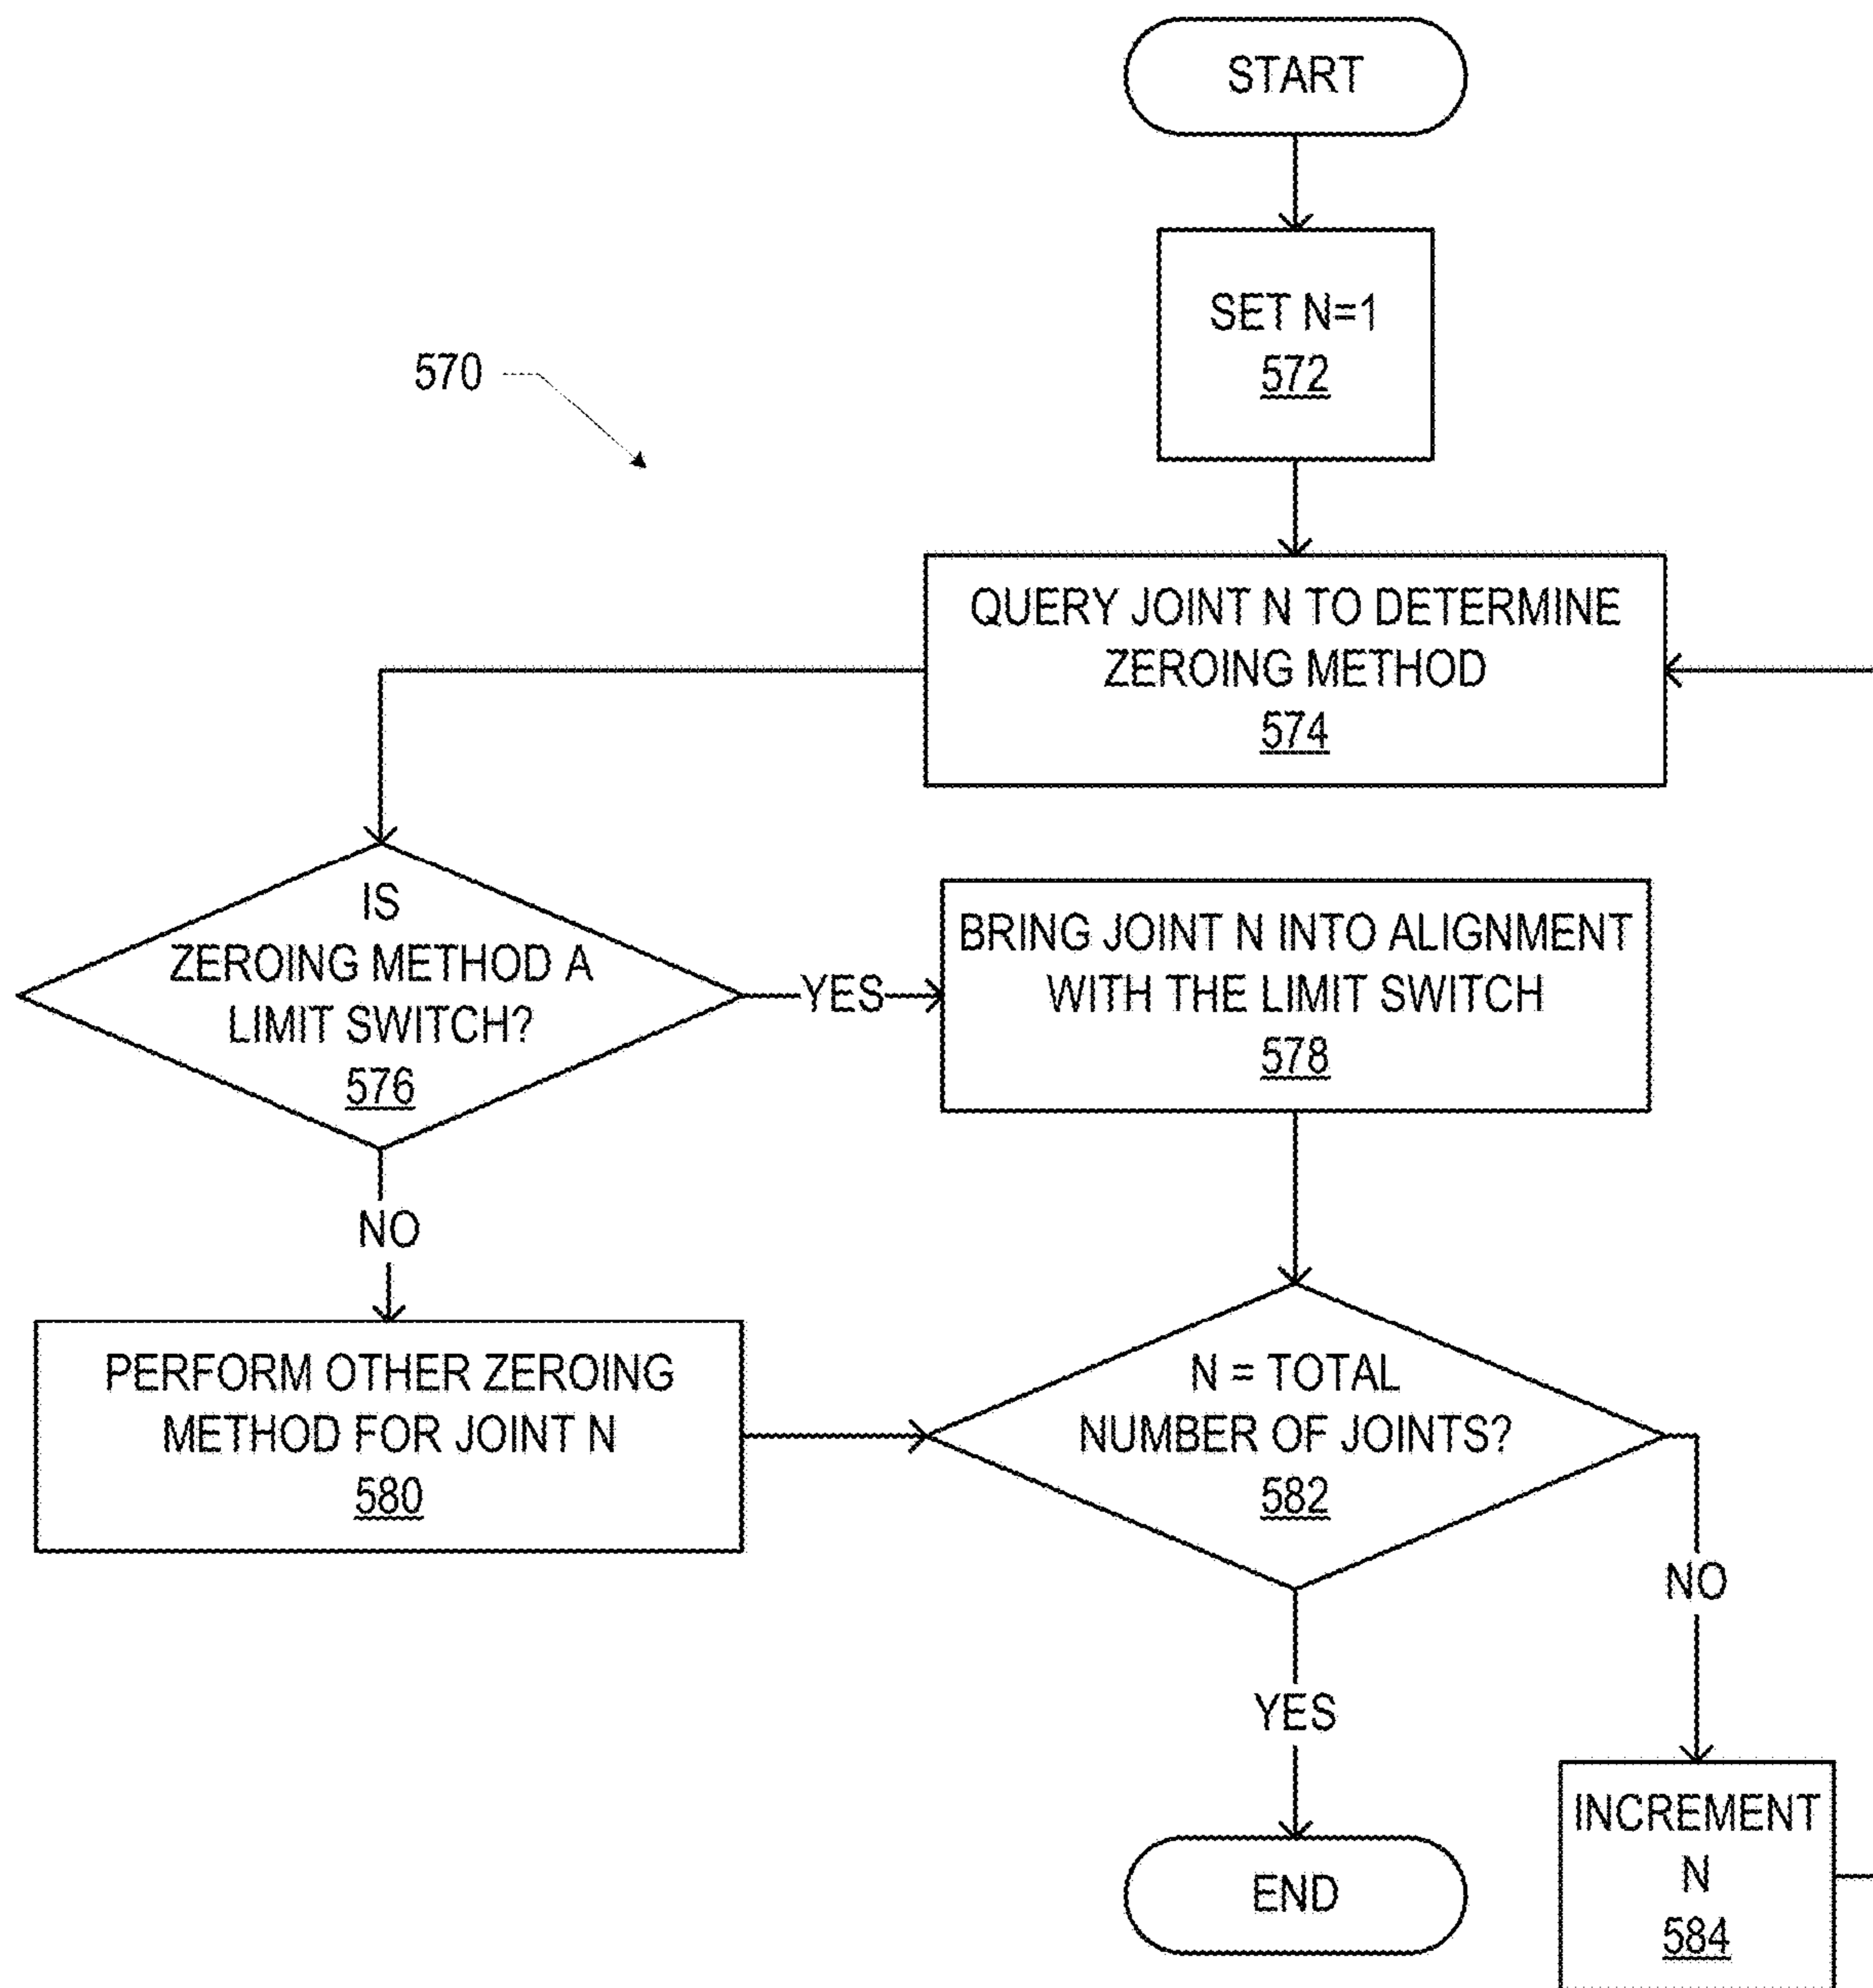 START
SET N=1
572
570
QUERY JOINT N TO DETERMINE
ZEROING METHOD
574
IS
ZEROING METHOD A
LIMIT SWITCH?
576
YES
BRING JOINT N INTO ALIGNMENT
WITH THE LIMIT SWITCH
578
NO
PERFORM OTHER ZEROING
METHOD FOR JOINT N
580
N = TOTAL
NUMBER OF JOINTS?
582
NO
YES
INCREMENT
N
584
END